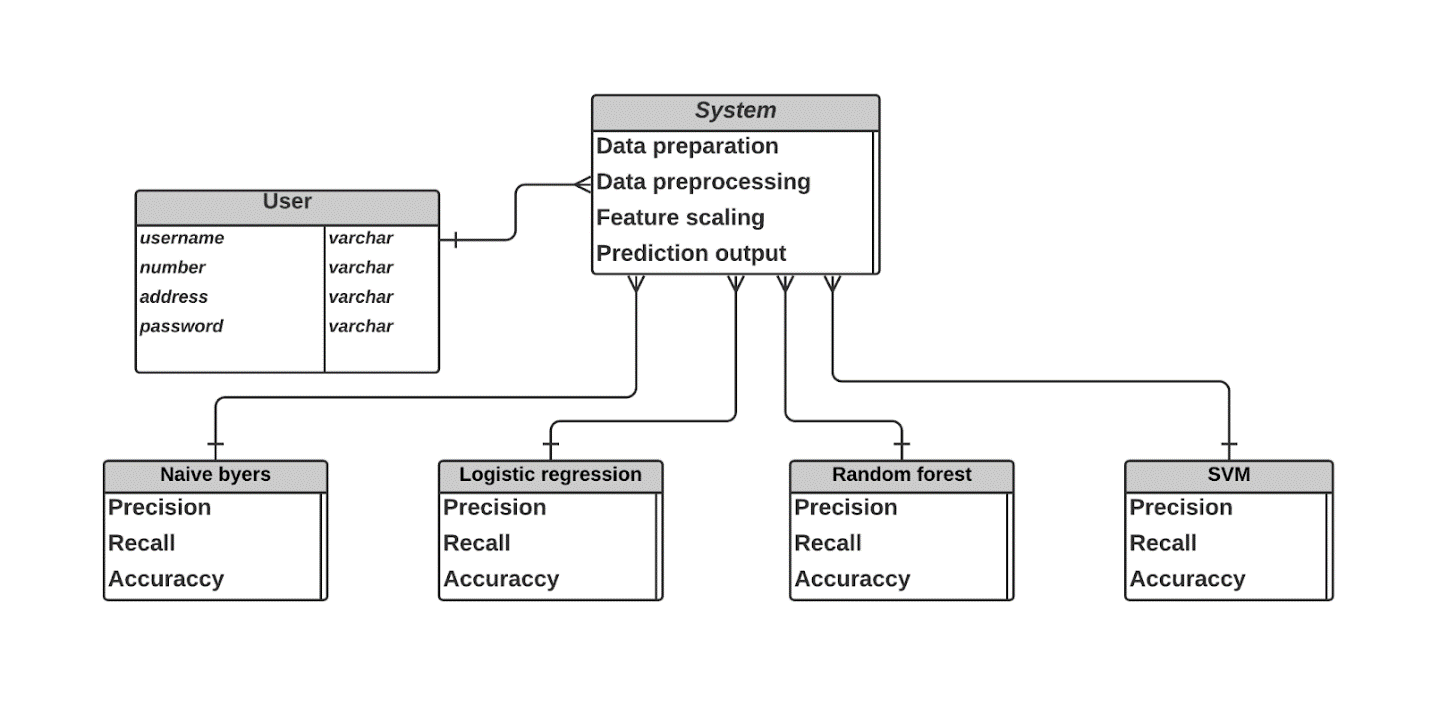 System
Data preparation
Data preprocessing
Feature scaling
Prediction output
User
username varchar
number varchar
address varchar
password varchar
Naive byers
Precision
Recall
Accuraccy
Logistic regression
Precision
Recall
Accuraccy
Random forest
Precision
Recall
Accuraccy
SVM
Precision
Recall
Accuraccy